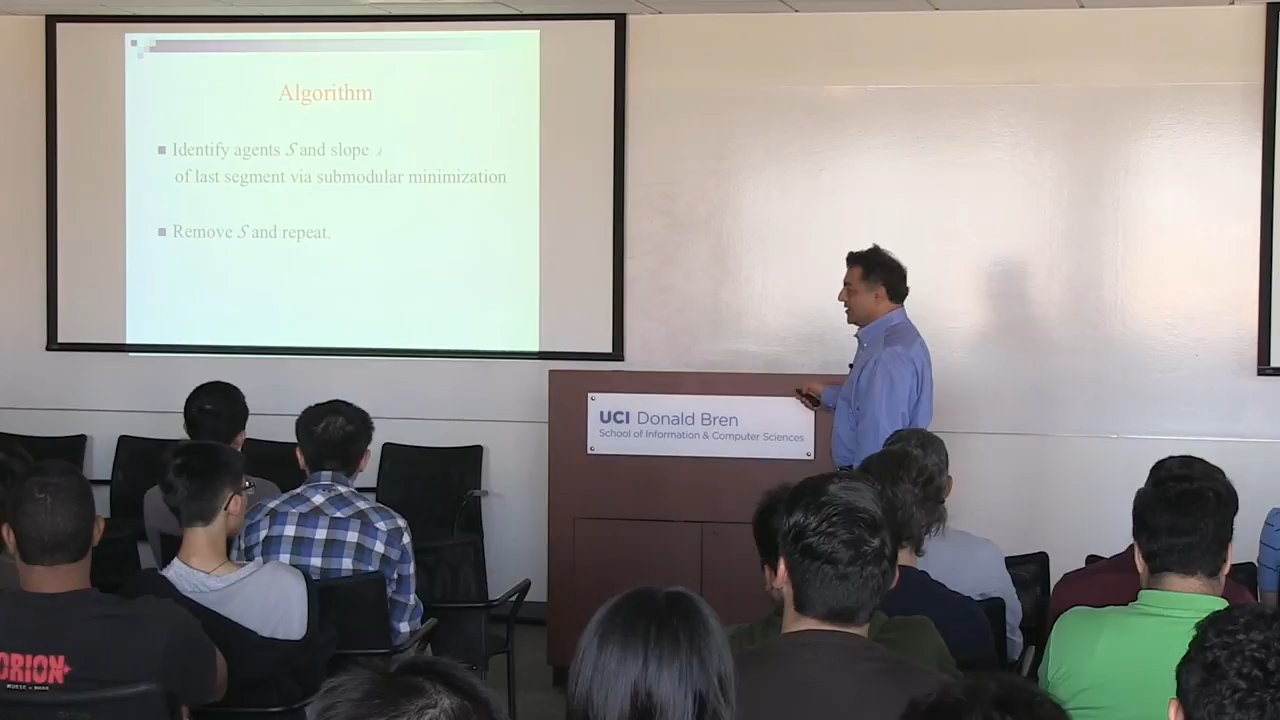 Algorithm
Identify agents S and slope
of last segment via submodular minimization
Remove S and repeat.
UCI Donald Bren
School of Information & Computer Sciences
ORION